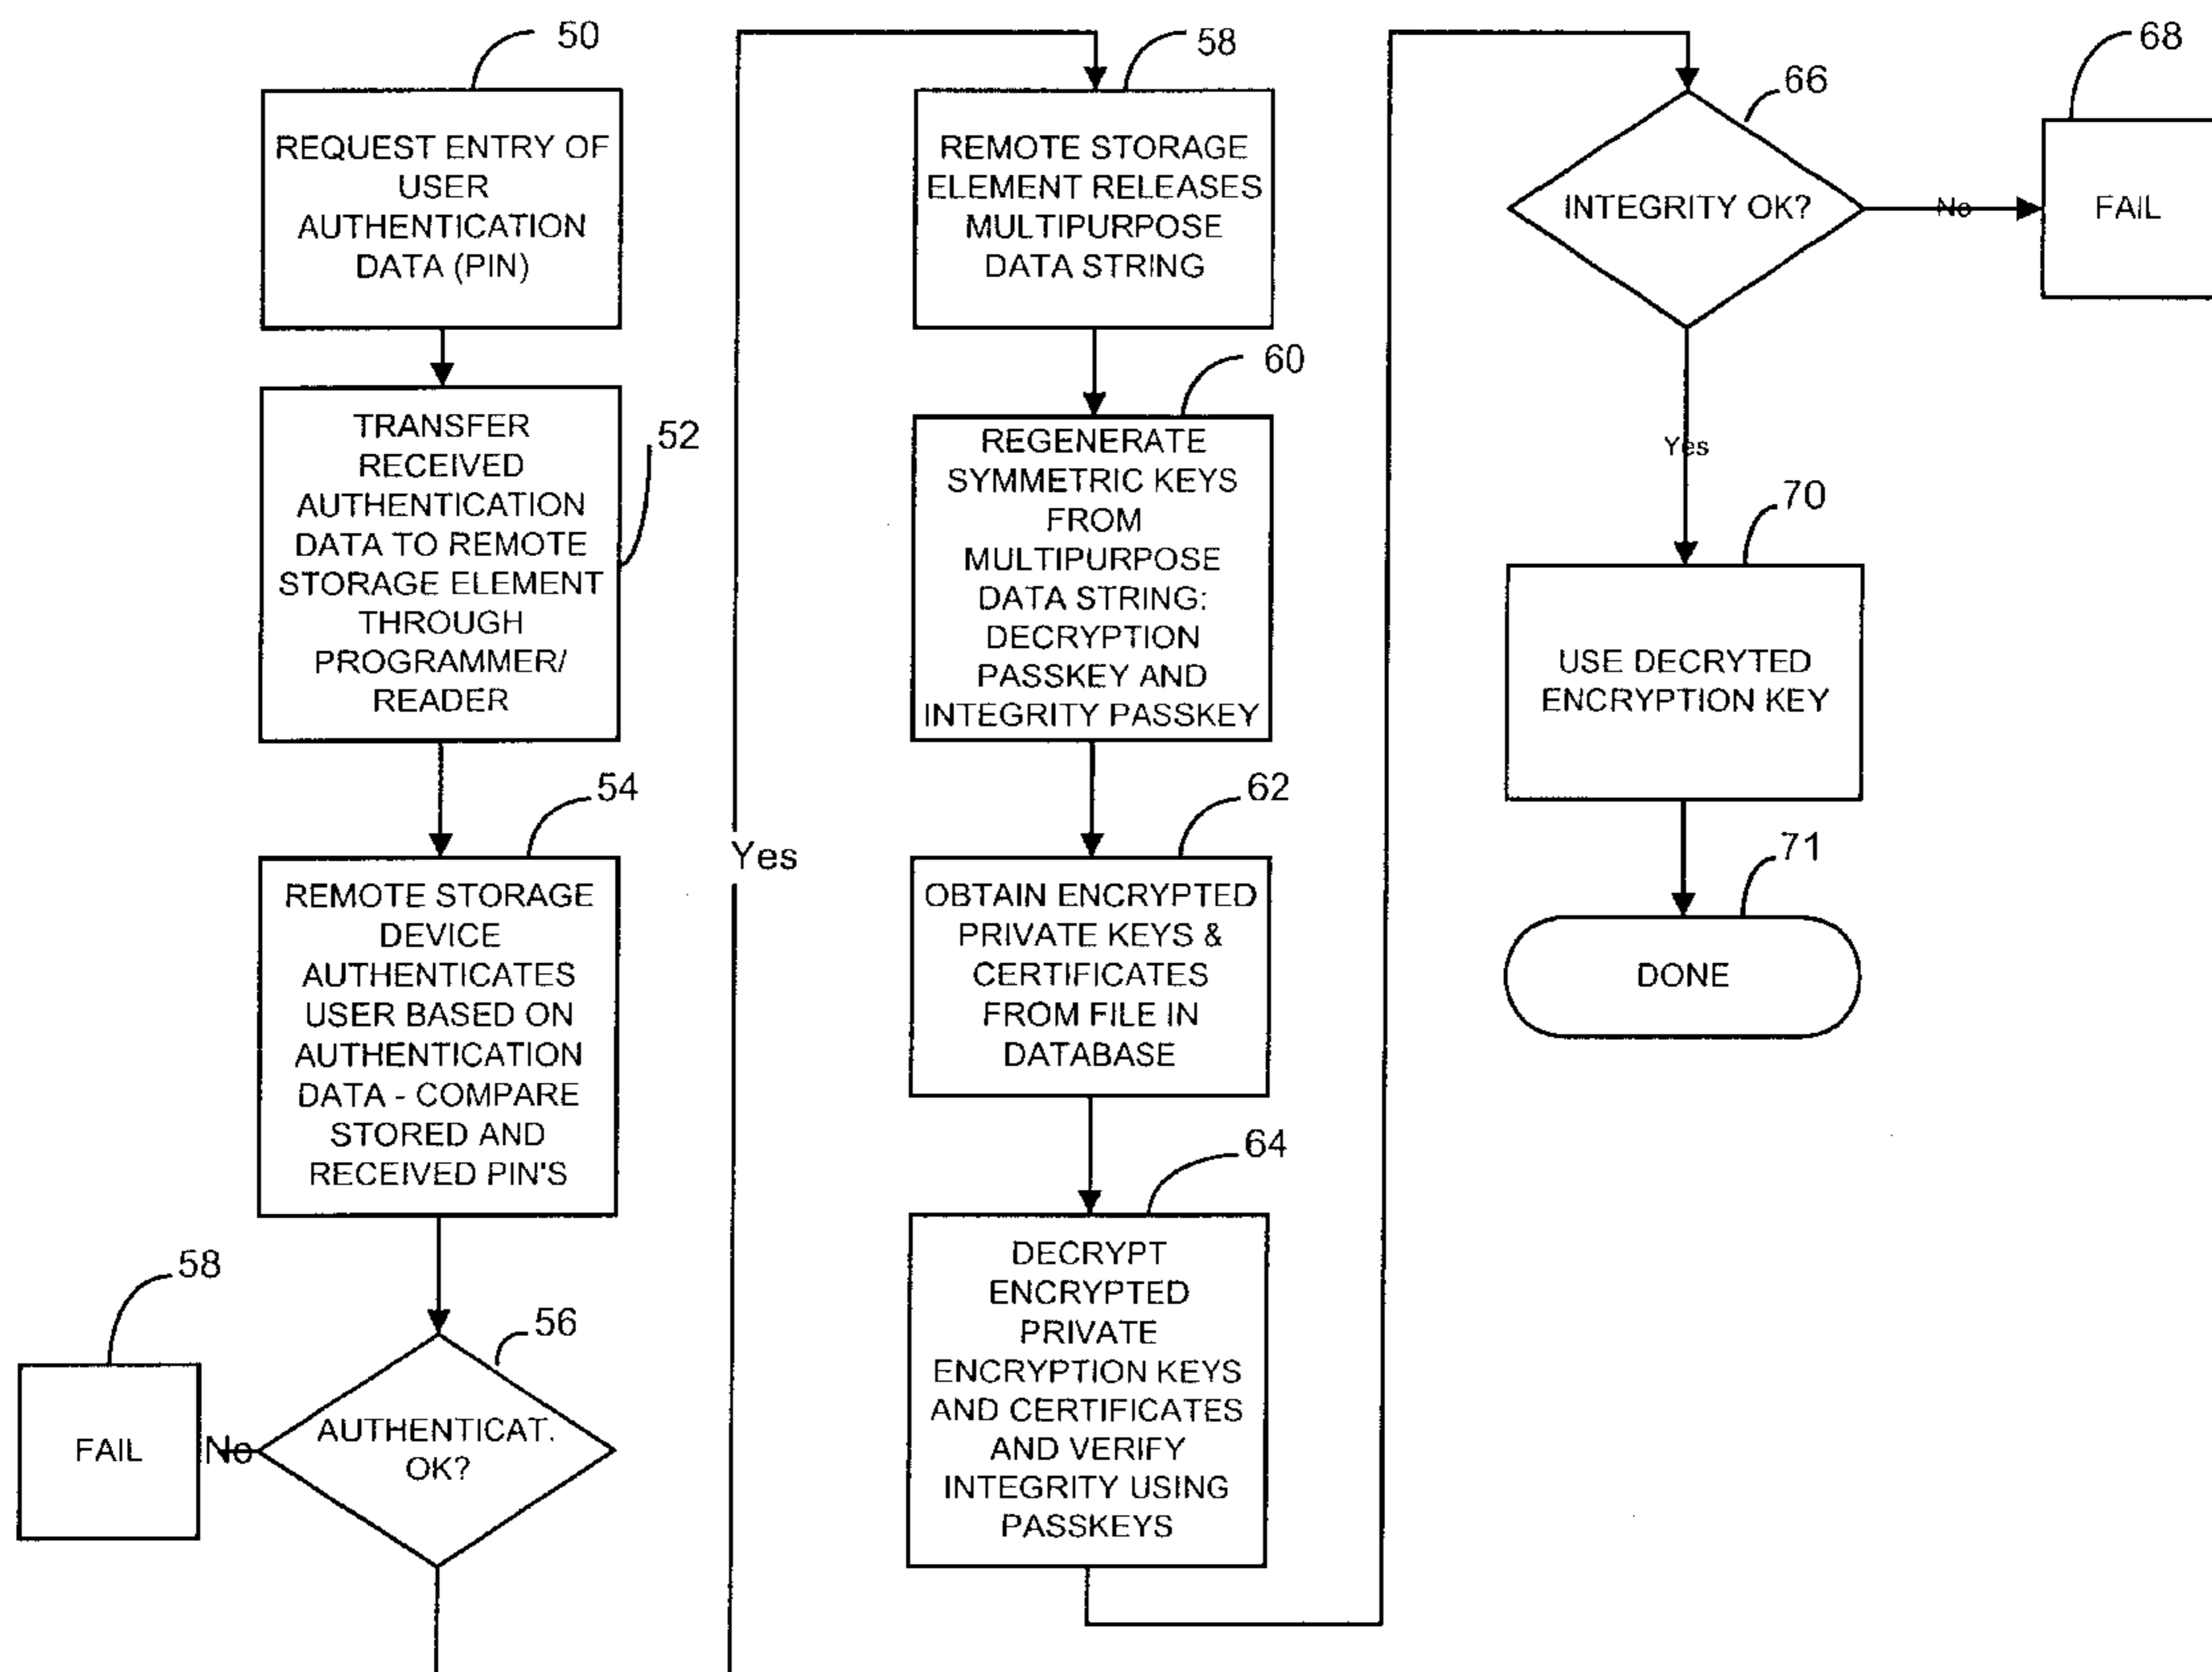 50
REQUEST ENTRY OF
USER
AUTHENTICATION
DATA (PIN)
52
TRANSFER
RECEIVED
AUTHENTICATION
DATA TO REMOTE
STORAGE ELEMENT
THROUGH
PROGRAMMER/
READER
54
REMOTE STORAGE
DEVICE
AUTHENTICATES
USER BASED ON
AUTHENTICATION
DATA - COMPARE
STORED AND
RECEIVED PIN'S
56
AUTHENTICAT.
OK?
No
58
FAIL
Yes
58
REMOTE STORAGE
ELEMENT RELEASES
MULTIPURPOSE
DATA STRING
60
REGENERATE
SYMMETRIC KEYS
FROM
MULTIPURPOSE
DATA STRING:
DECRYPTION
PASSKEY AND
INTEGRITY PASSKEY
62
OBTAIN ENCRYPTED
PRIVATE KEYS &
CERTIFICATES
FROM FILE IN
DATABASE
64
DECRYPT
ENCRYPTED
PRIVATE
ENCRYPTION KEYS
AND CERTIFICATES
AND VERIFY
INTEGRITY USING
PASSKEYS
66
INTEGRITY OK?
No
68
FAIL
Yes
70
USE DECRYTED
ENCRYPTION KEY
71
DONE